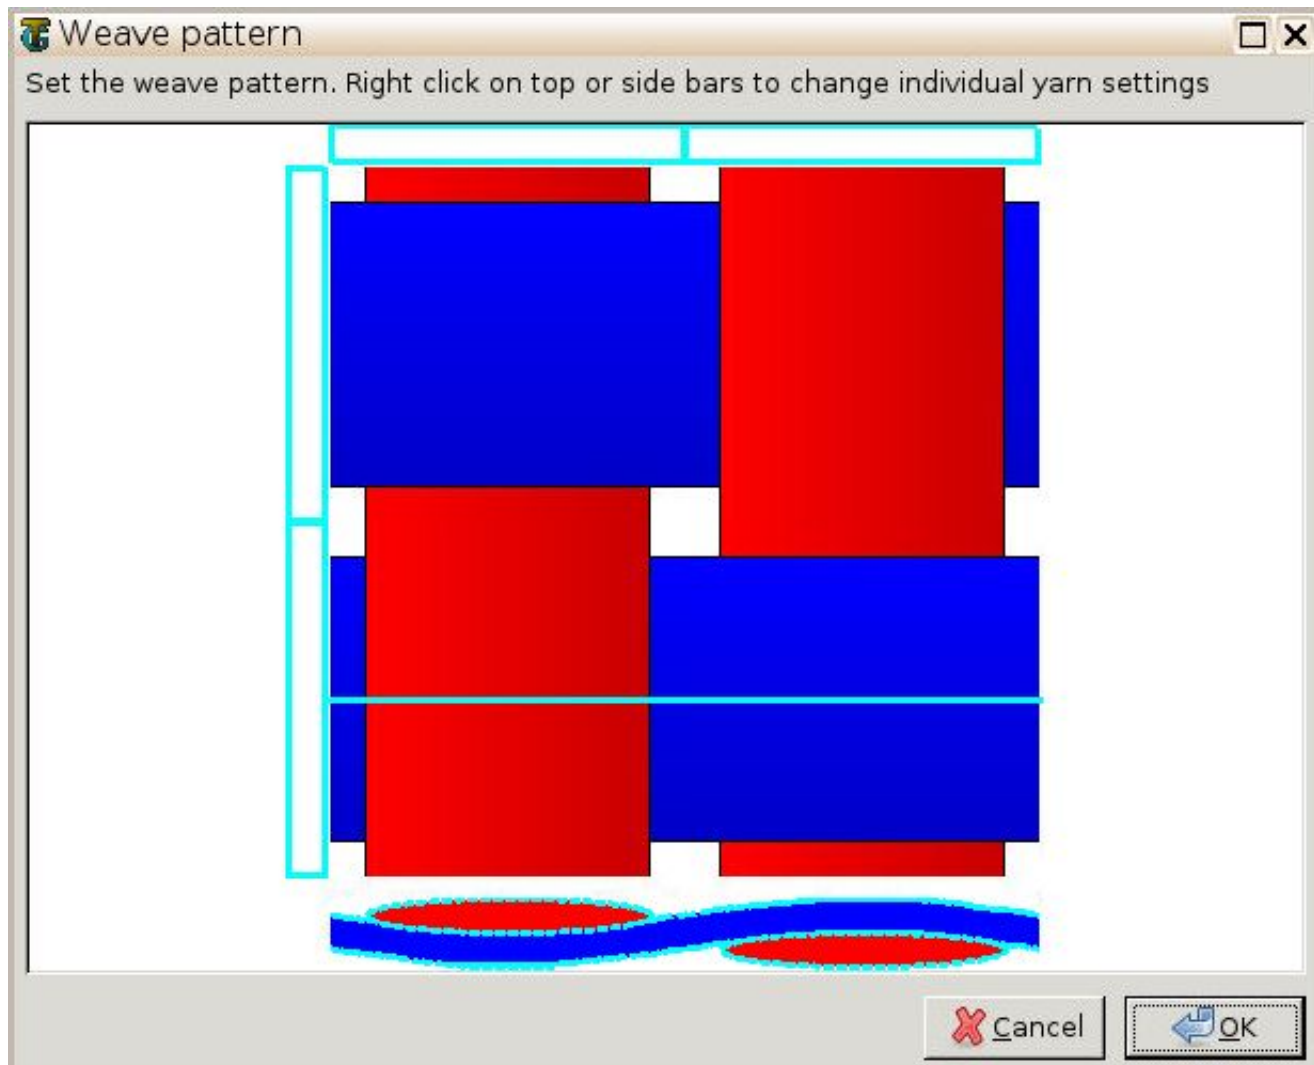 Weave pattern
Set the weave pattern. Right click on top or side bars to change individual yarn settings
Cancel
OK